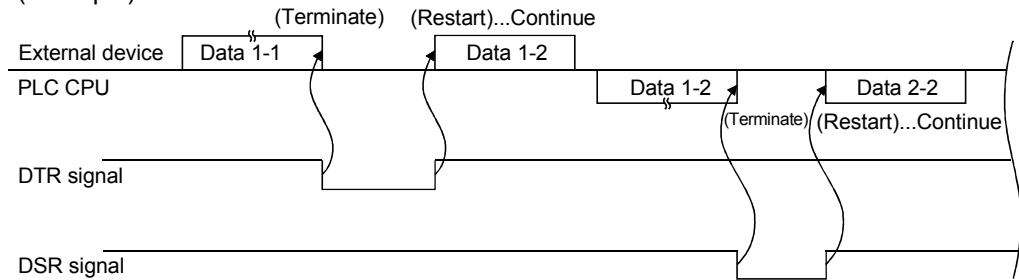 (Terminate) (Restart)...Continue
External device Data 1-1 Data 1-2
PLC CPU Data 1-2 Data 2-2
(Terminate) (Restart)...Continue
DTR signal
DSR signal